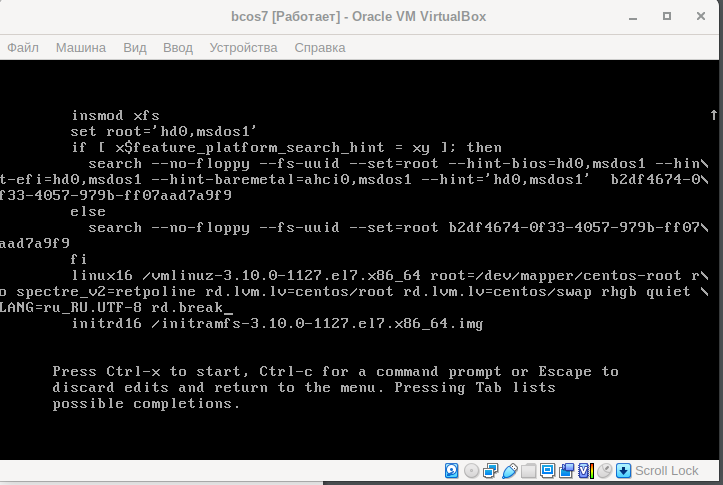 bcos7 [Работает] - Oracle VM VirtualBox
Файл Машина Вид Ввод Устройства Справка
insmod xfs
set root='hd0,msdos1'
if [ x$feature_platform_search_hint = xy ]; then
search --no-floppy --fs-uuid --set=root --hint-bios=hd0,msdos1 --hin\
t-efi=hd0,msdos1 --hint-baremetal=ahci0,msdos1 --hint='hd0,msdos1'  b2df4674-0\
f33-4057-979b-ff07aad7a9f9
else
search --no-floppy --fs-uuid --set=root b2df4674-0f33-4057-979b-ff07\
aad7a9f9
fi
linux16 /vmlinuz-3.10.0-1127.el7.x86_64 root=/dev/mapper/centos-root r\
o spectre_v2=retpoline rd.lvm.lv=centos/root rd.lvm.lv=centos/swap rhgb quiet \
LANG=ru_RU.UTF-8 rd.break_
initrd16 /initramfs-3.10.0-1127.el7.x86_64.img
Press Ctrl-x to start, Ctrl-c for a command prompt or Escape to
discard edits and return to the menu. Pressing Tab lists
possible completions.
Scroll Lock